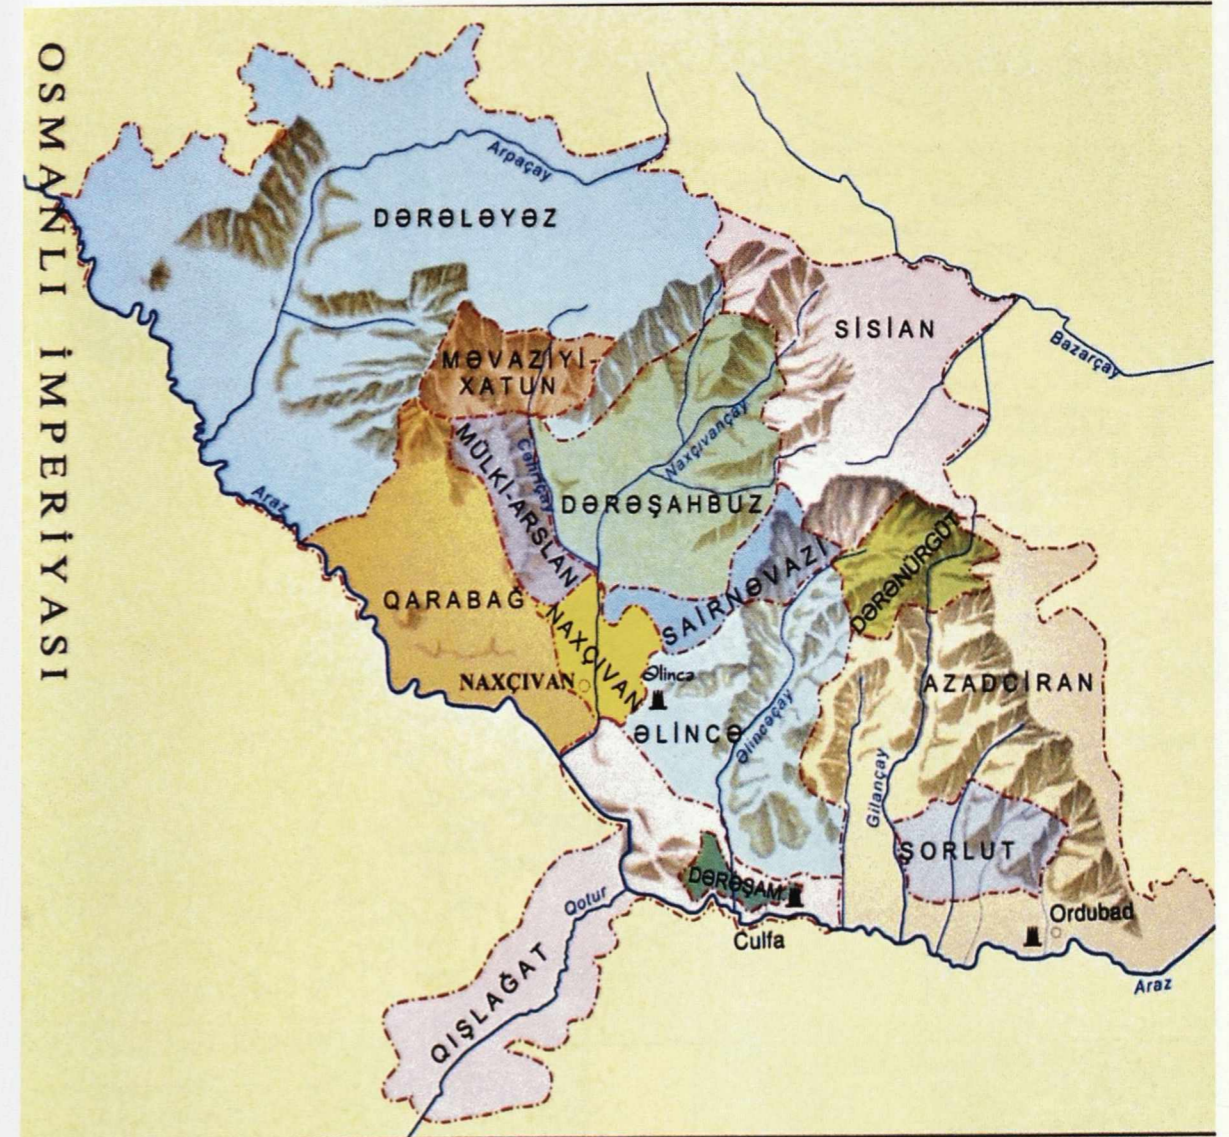 OSMANLI İMPERİYASI
Arpaçay
DƏRƏLƏYƏZ
SİSİAN
Bazarçay
MƏVAZİYİ-
XATUN
MÜLKİ-ARSLAN
Cəhriçay
Naxçıvançay
DƏRƏŞAHBUZ
Araz
QARABAĞ
NAXÇIVAN
NAXÇIVAN
SAİRMƏVAZİ
DƏRƏNÜRGÜT
Əlincə
ƏLİNCƏ
Əlincəçay
AZADCİRAN
Gilançay
ŞORLUT
DƏRƏŞAM
Culfa
Ordubad
Araz
Qotur
QIŞLAĞAT